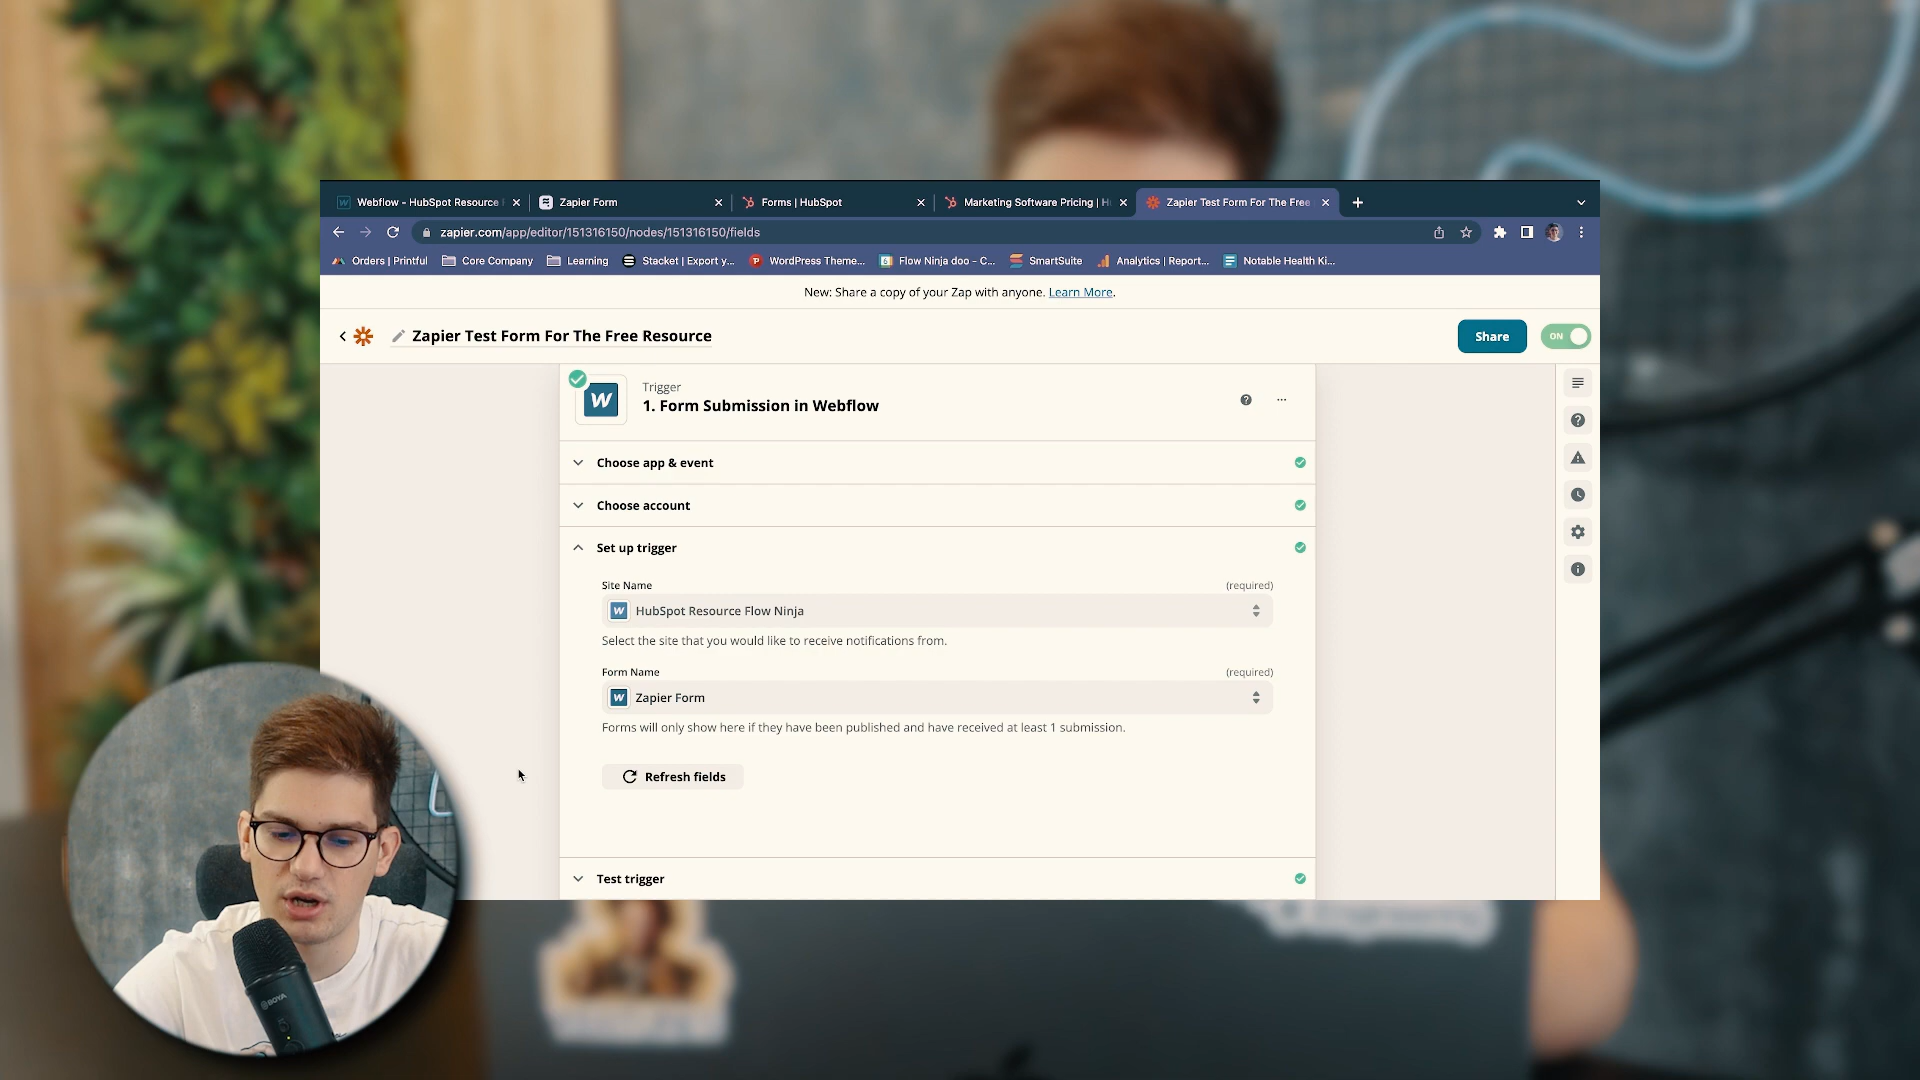 Webflow - HubSpot Resource
Zapier Form
Forms | HubSpot
Marketing Software Pricing | H
Zapier Test Form For The Free
zapier.com/app/editor/151316150/nodes/151316150/fields
Orders | Printful
Core Company
Learning
Stacket | Export y...
WordPress Theme...
Flow Ninja doo - C...
SmartSuite
Analytics | Report...
Notable Health Ki...
New: Share a copy of your Zap with anyone. Learn More.
Zapier Test Form For The Free Resource
Share
ON
Trigger
1. Form Submission in Webflow
Choose app & event
Choose account
Set up trigger
Site Name
(required)
HubSpot Resource Flow Ninja
Select the site that you would like to receive notifications from.
Form Name
(required)
Zapier Form
Forms will only show here if they have been published and have received at least 1 submission.
Refresh fields
Test trigger
BOYA